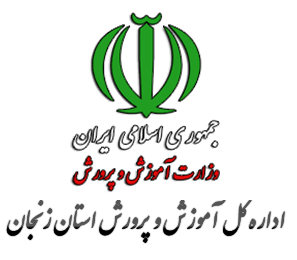 جمهوری اسلامی ایران
وزارت آموزش و پرورش
اداره کل آموزش و پرورش استان زنجان